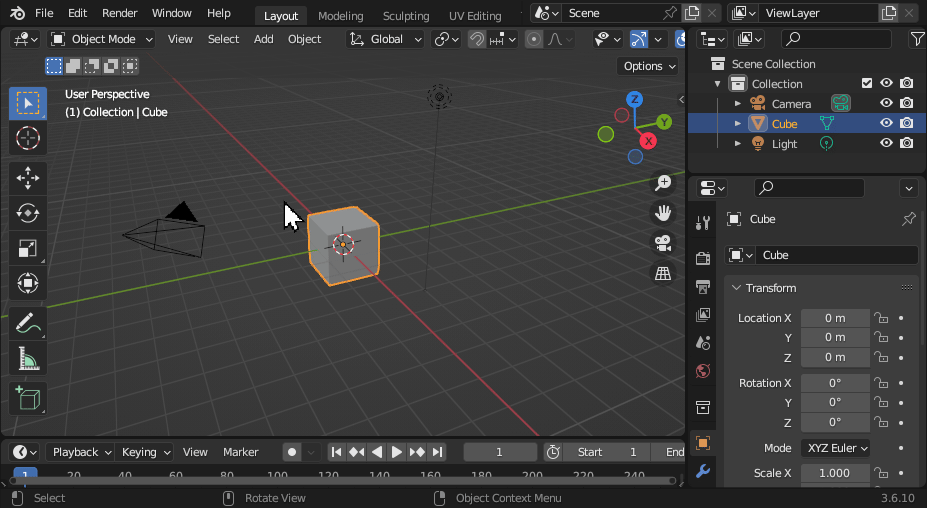 File Edit Render Window Help Layout Modeling Sculpting UV Editing Scene ViewLayer
Object Mode View Select Add Object Global
Options
User Perspective
(1) Collection | Cube
Z
Y
X
Scene Collection
Collection
Camera
Cube
Light
Cube
Cube
Transform
Location X 0 m
Y 0 m
Z 0 m
Rotation X 0°
Y 0°
Z 0°
Mode XYZ Euler
Scale X 1.000
Playback Keying View Marker 1 Start 1 End
1 20 40 60 80 100 120 140 160 180 200 220 240
Select Rotate View Object Context Menu 3.6.10